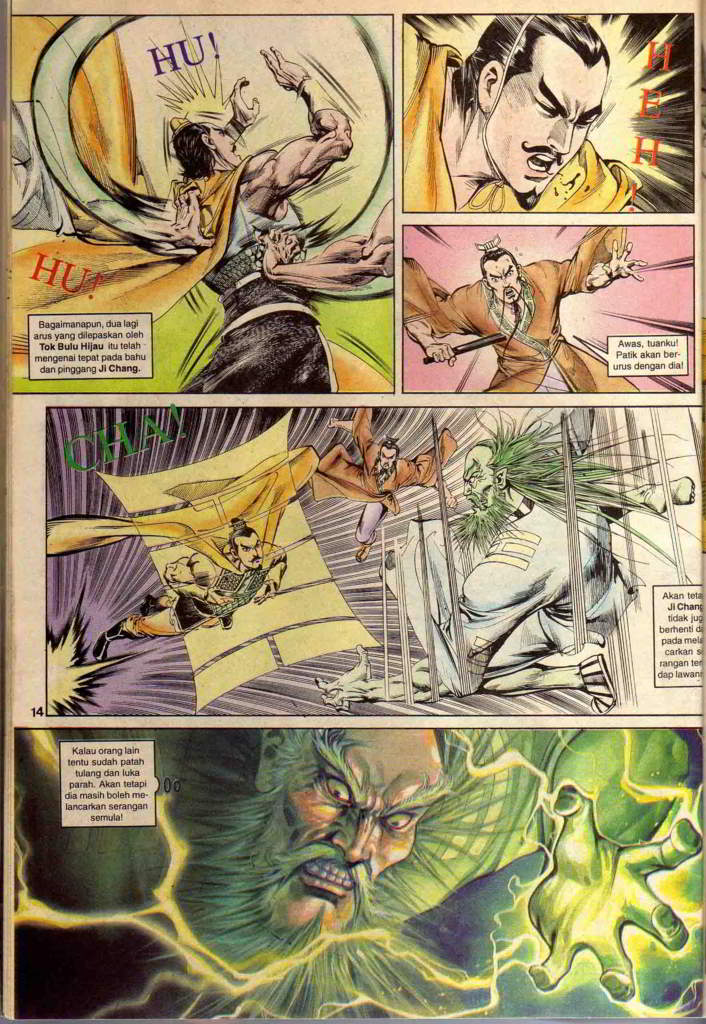 HU!
HU!
Bagaimanapun, dua lagi
arus yang dilepaskan oleh
Tok Bulu Hijau itu telah
mengenai tepat pada bahu
dan pinggang Ji Chang.
HEH!
Awas, tuanku!
Patik akan ber-
urus dengan dia!
CHA!
Akan teta
Ji Chang
tidak jug
berhenti da
pada mela
carkan s
rangan ter
dap lawan
14
Kalau orang lain
tentu sudah patah
tulang dan luka
parah. Akan tetapi
dia masih boleh me-
lancarkan serangan
semula!